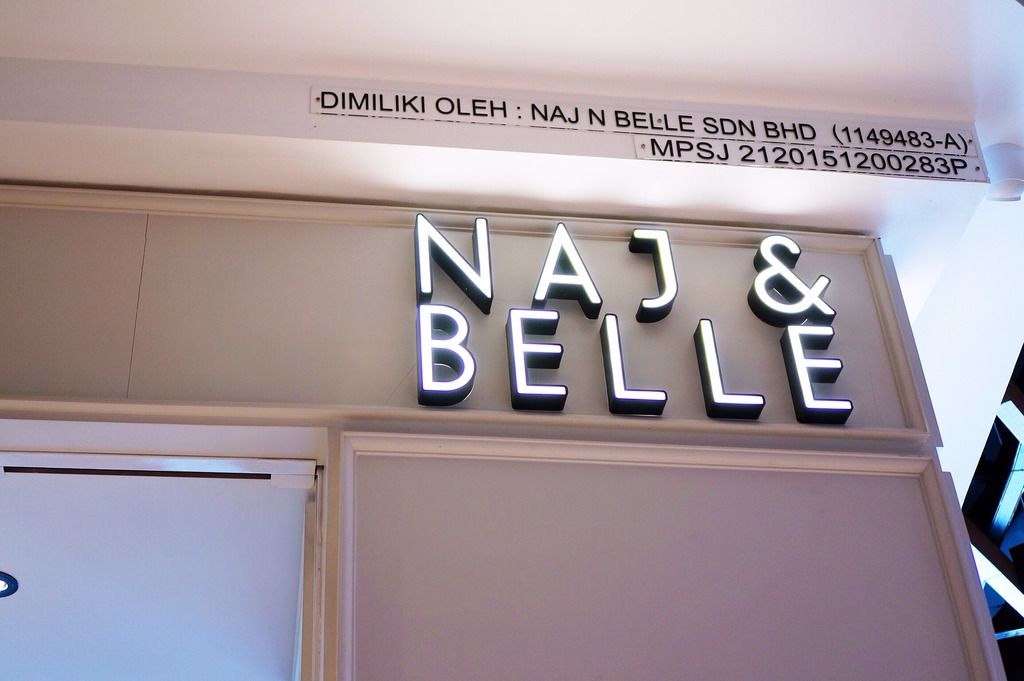 DIMILIKI OLEH : NAJ N BELLE SDN BHD (1149483-A)
MPSJ 2120151200283P
NAJ &
BELLE